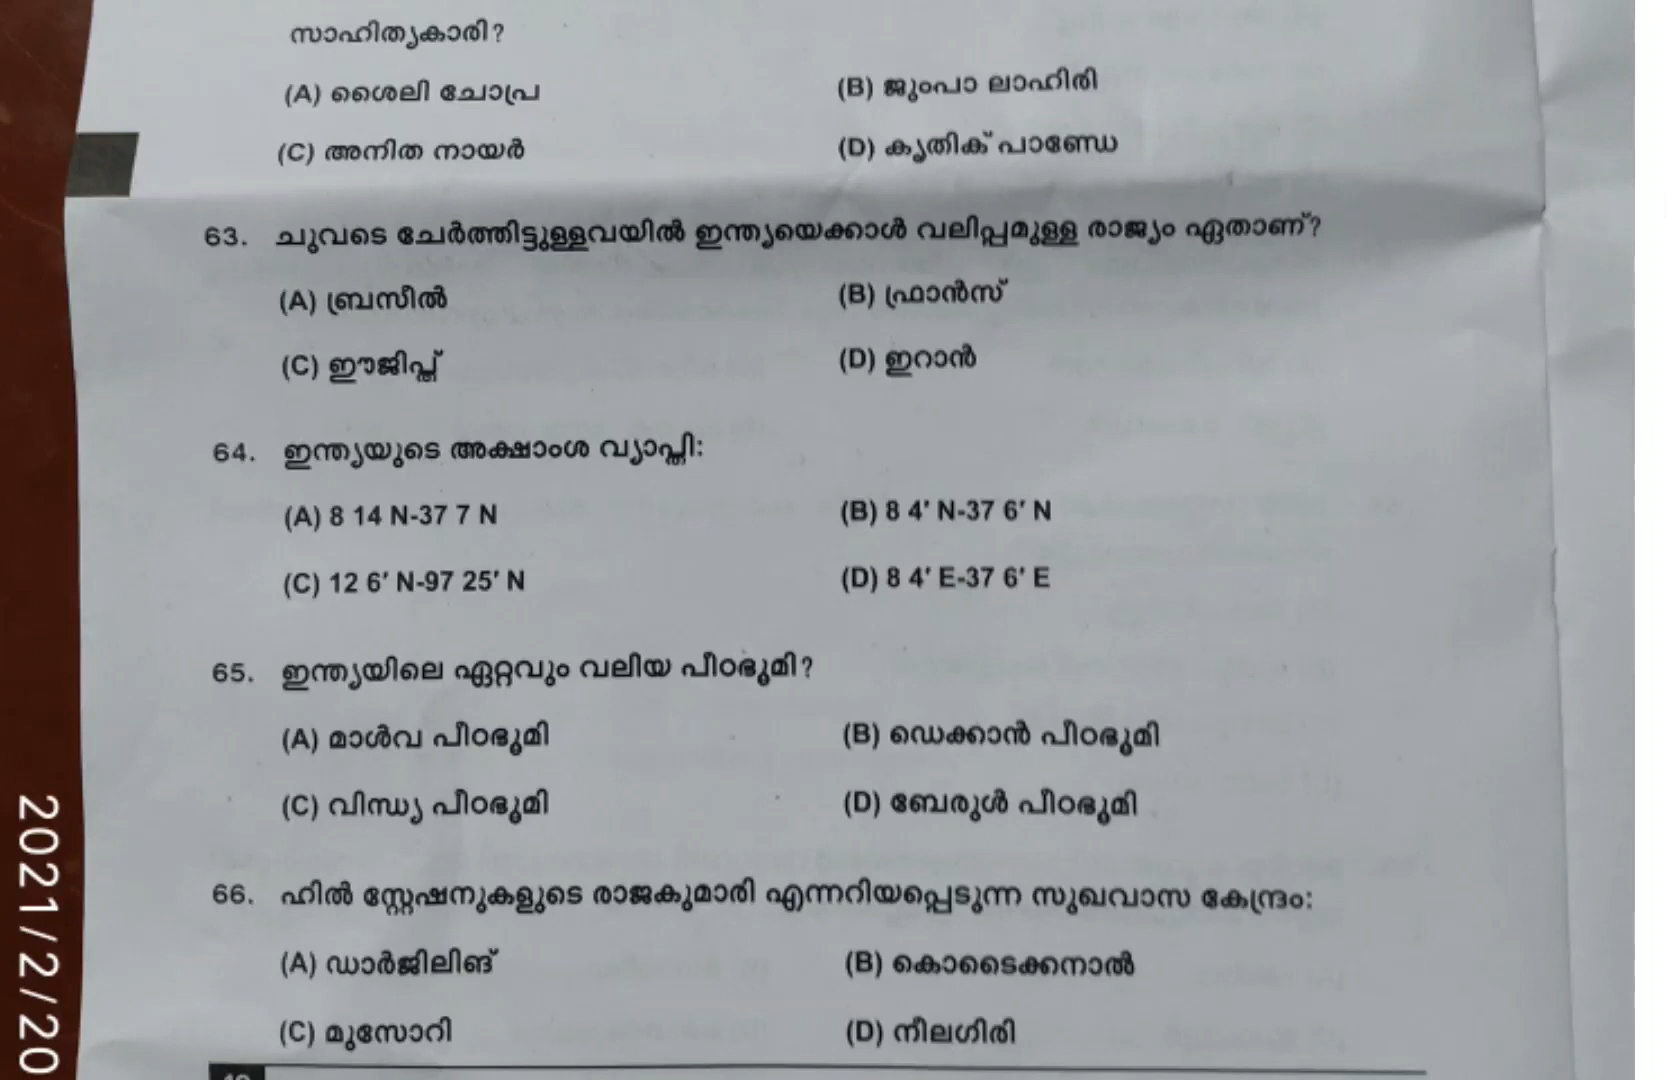 സാഹിത്യകാരി?
(A) ശൈലി ചോപ്ര (B) ജുംപാ ലാഹിരി
(C) അനിത നായർ (D) കൃതിക് പാണ്ഡേ
63. ചുവടെ ചേർത്തിട്ടുള്ളവയിൽ ഇന്ത്യയെക്കാൾ വലിപ്പമുള്ള രാജ്യം ഏതാണ്?
(A) ബ്രസീൽ (B) ഫ്രാൻസ്
(C) ഈജിപ്ത് (D) ഇറാൻ
64. ഇന്ത്യയുടെ അക്ഷാംശ വ്യാപ്തി:
(A) 8 14 N-37 7 N (B) 8 4′ N-37 6′ N
(C) 12 6′ N-97 25′ N (D) 8 4′ E-37 6′ E
65. ഇന്ത്യയിലെ ഏറ്റവും വലിയ പീഠഭൂമി?
(A) മാൾവ പീഠഭൂമി (B) ഡെക്കാൻ പീഠഭൂമി
(C) വിന്ധ്യ പീഠഭൂമി (D) ബേരുൾ പീഠഭൂമി
66. ഹിൽ സ്റ്റേഷനുകളുടെ രാജകുമാരി എന്നറിയപ്പെടുന്ന സുഖവാസ കേന്ദ്രം:
(A) ഡാർജിലിങ് (B) കൊടൈക്കനാൽ
(C) മുസോറി (D) നീലഗിരി
2021/2/20